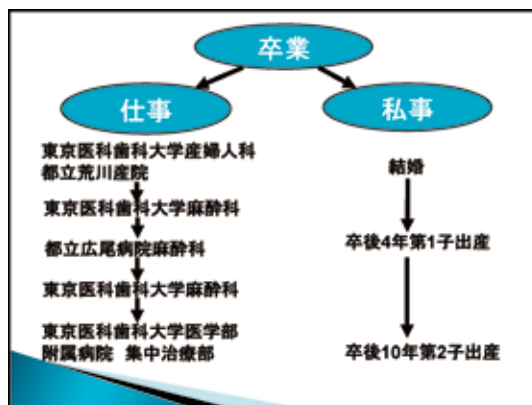 卒業
仕事
私事
東京医科歯科大学産婦人科
都立荒川産院
東京医科歯科大学麻酔科
都立広尾病院麻酔科
東京医科歯科大学麻酔科
東京医科歯科大学医学部
附属病院 集中治療部
結婚
卒後4年第1子出産
卒後10年第2子出産